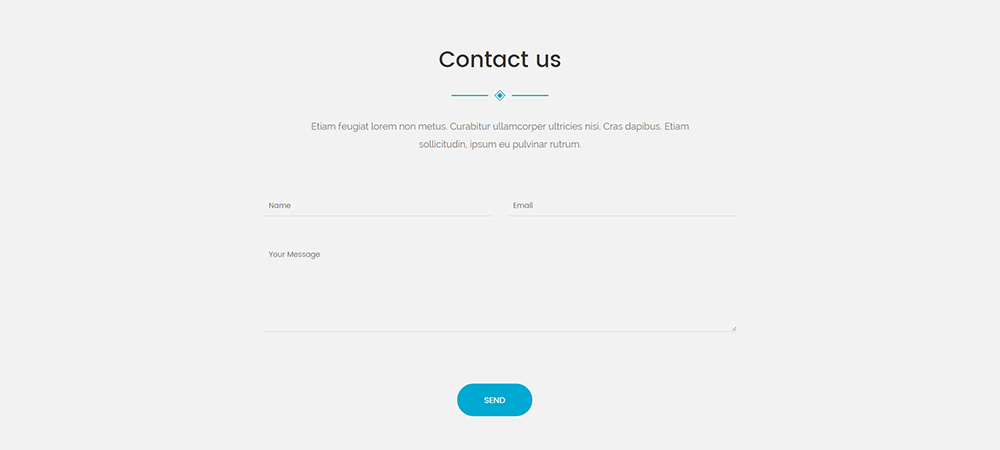 Contact us
Etiam feugiat lorem non metus. Curabitur ullamcorper ultricies nisi. Cras dapibus. Etiam
sollicitudin, ipsum eu pulvinar rutrum.
Name
Email
Your Message
SEND